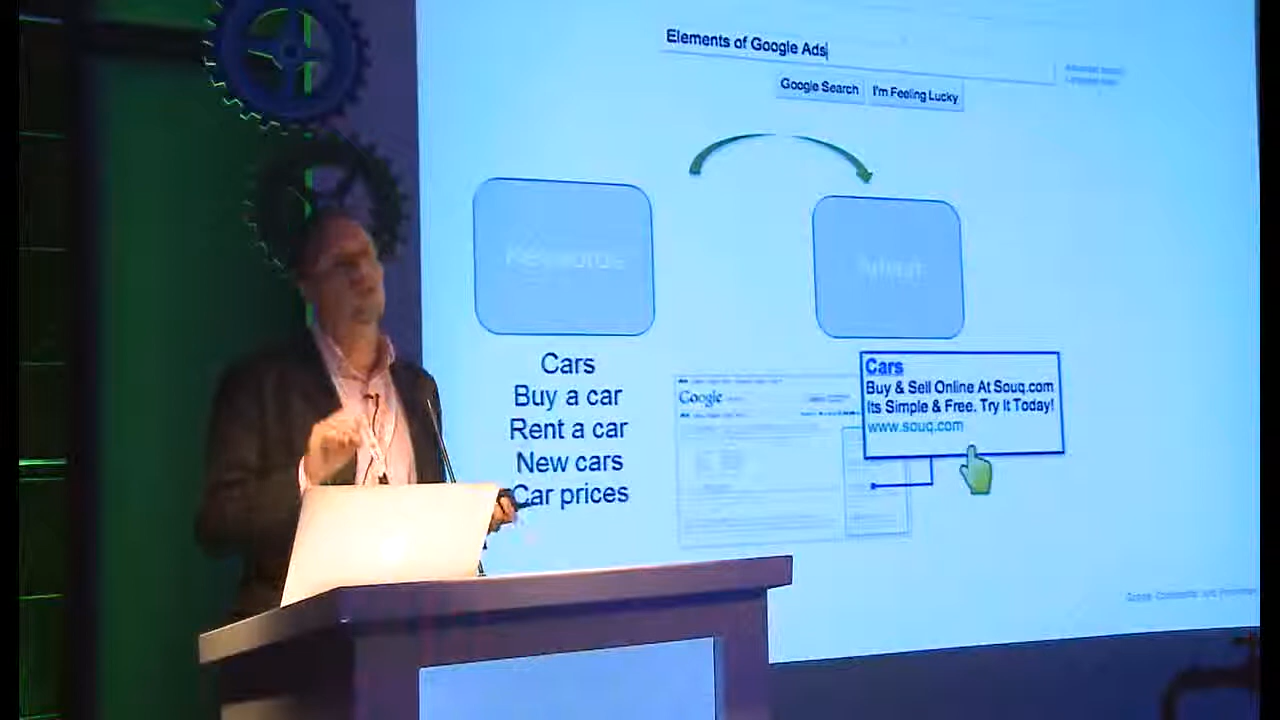 Elements of Google Ads
Google Search
I'm Feeling Lucky
Keywords
Cars
Buy a car
Rent a car
New cars
Car prices
Google
Cars
Buy & Sell Online At Souq.com
Its Simple & Free. Try It Today!
www.souq.com